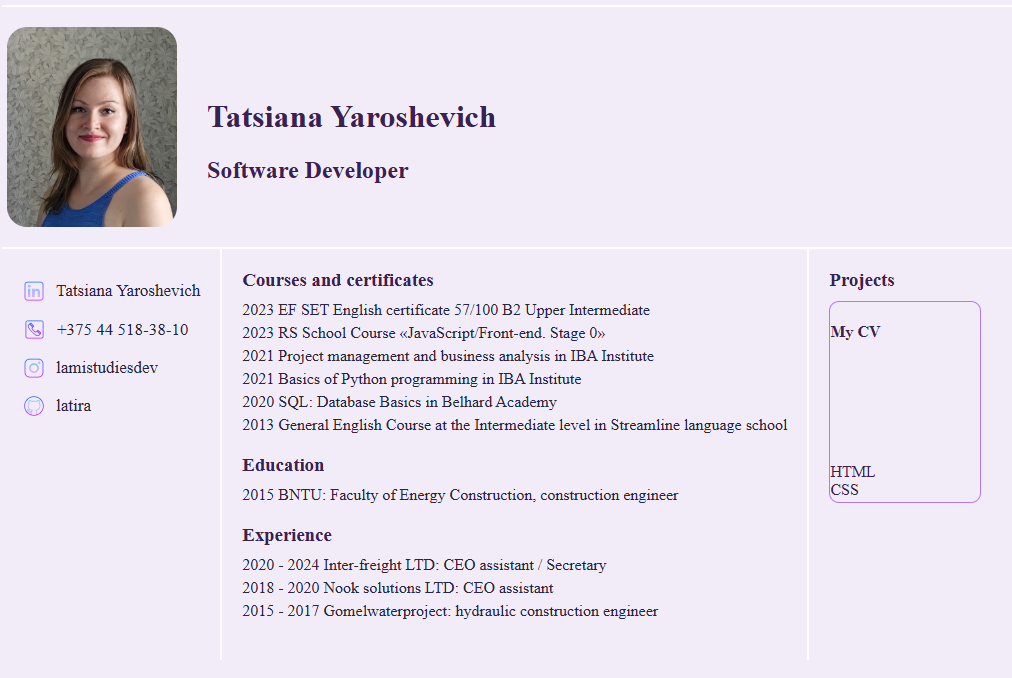 Tatsiana Yaroshevich
Software Developer
in
Tatsiana Yaroshevich
+375 44 518-38-10
lamistudiesdev
latira
Courses and certificates
2023 EF SET English certificate 57/100 B2 Upper Intermediate
2023 RS School Course «JavaScript/Front-end. Stage 0»
2021 Project management and business analysis in IBA Institute
2021 Basics of Python programming in IBA Institute
2020 SQL: Database Basics in Belhard Academy
2013 General English Course at the Intermediate level in Streamline language school
Education
2015 BNTU: Faculty of Energy Construction, construction engineer
Experience
2020 - 2024 Inter-freight LTD: CEO assistant / Secretary
2018 - 2020 Nook solutions LTD: CEO assistant
2015 - 2017 Gomelwaterproject: hydraulic construction engineer
Projects
My CV
HTML
CSS